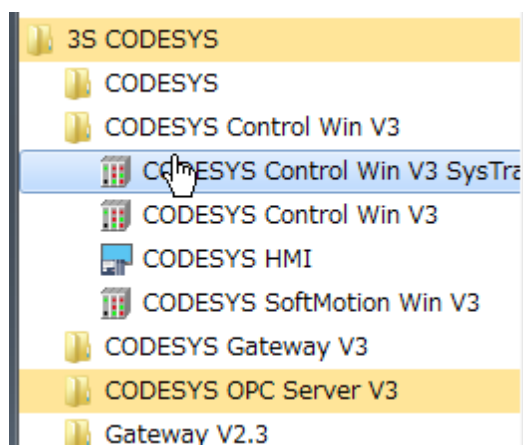 3S CODESYS
CODESYS
CODESYS Control Win V3
CODESYS Control Win V3 SysTra
CODESYS Control Win V3
CODESYS HMI
CODESYS SoftMotion Win V3
CODESYS Gateway V3
CODESYS OPC Server V3
Gateway V2.3